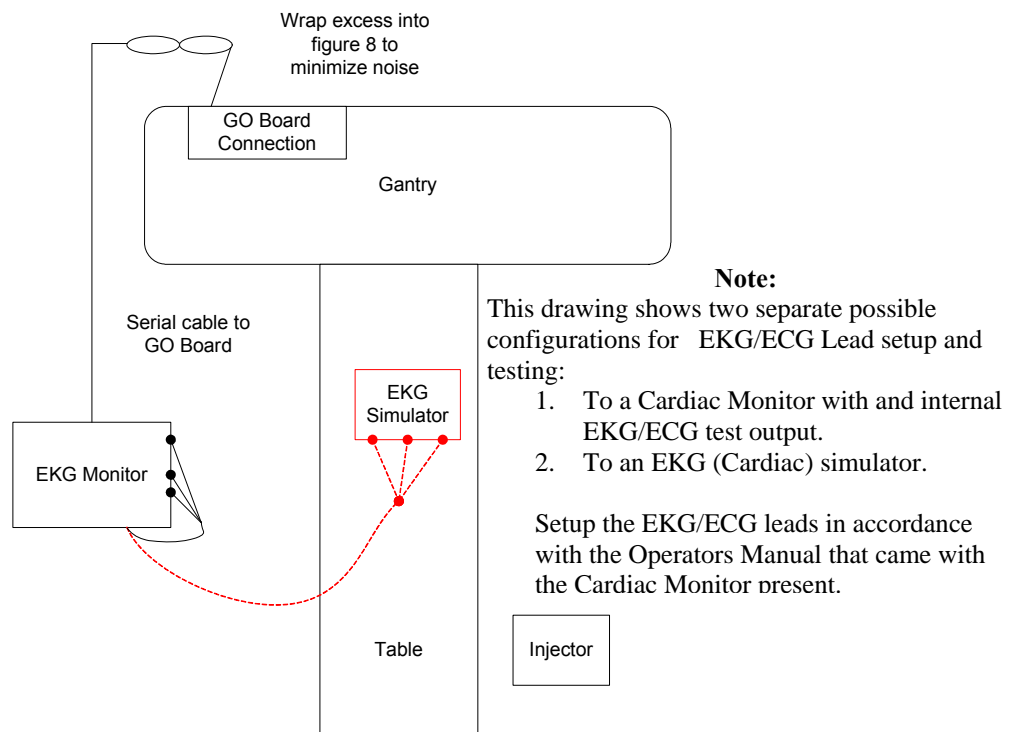 Wrap excess into
figure 8 to
minimize noise
GO Board
Connection
Gantry
Note:
This drawing shows two separate possible
configurations for EKG/ECG Lead setup and
testing:
1. To a Cardiac Monitor with and internal
EKG/ECG test output.
2. To an EKG (Cardiac) simulator.
Setup the EKG/ECG leads in accordance
with the Operators Manual that came with
the Cardiac Monitor present.
Serial cable to
GO Board
EKG
Simulator
EKG Monitor
Table
Injector